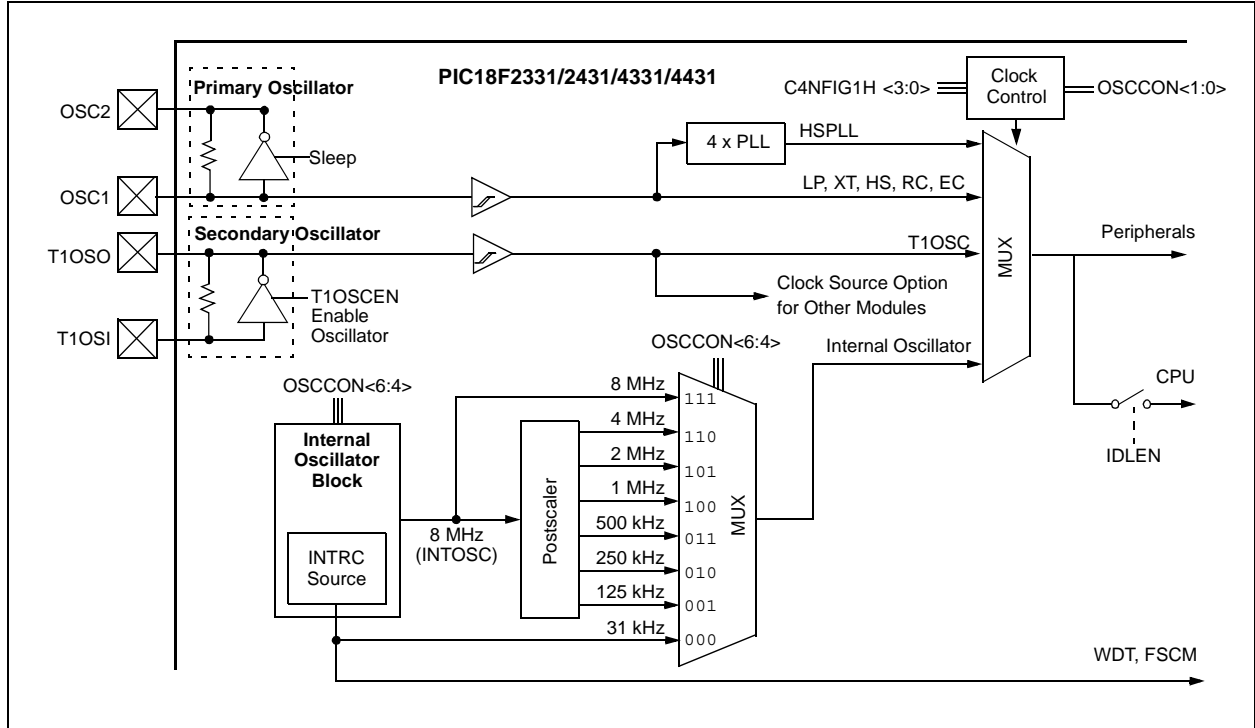 PIC18F2331/2431/4331/4431
Primary Oscillator
OSC2
Sleep
OSC1
Secondary Oscillator
T1OSO
T1OSCEN
Enable
Oscillator
T1OSI
C4NFIG1H <3:0>
Clock
Control
OSCCON<1:0>
4 x PLL
HSPLL
LP, XT, HS, RC, EC
T1OSC
Clock Source Option
for Other Modules
MUX
Peripherals
Internal Oscillator
CPU
IDLEN
OSCCON<6:4>
Internal
Oscillator
Block
INTRC
Source
8 MHz
(INTOSC)
Postscaler
OSCCON<6:4>
8 MHz
111
4 MHz
110
2 MHz
101
1 MHz
100
500 kHz
011
250 kHz
010
125 kHz
001
31 kHz
000
MUX
WDT, FSCM